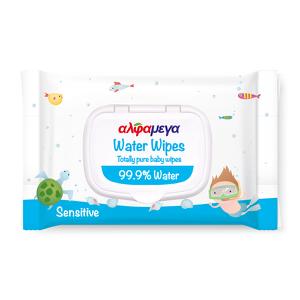 αλφαμεγα
Water Wipes
Totally pure baby wipes
99.9% Water
Sensitive